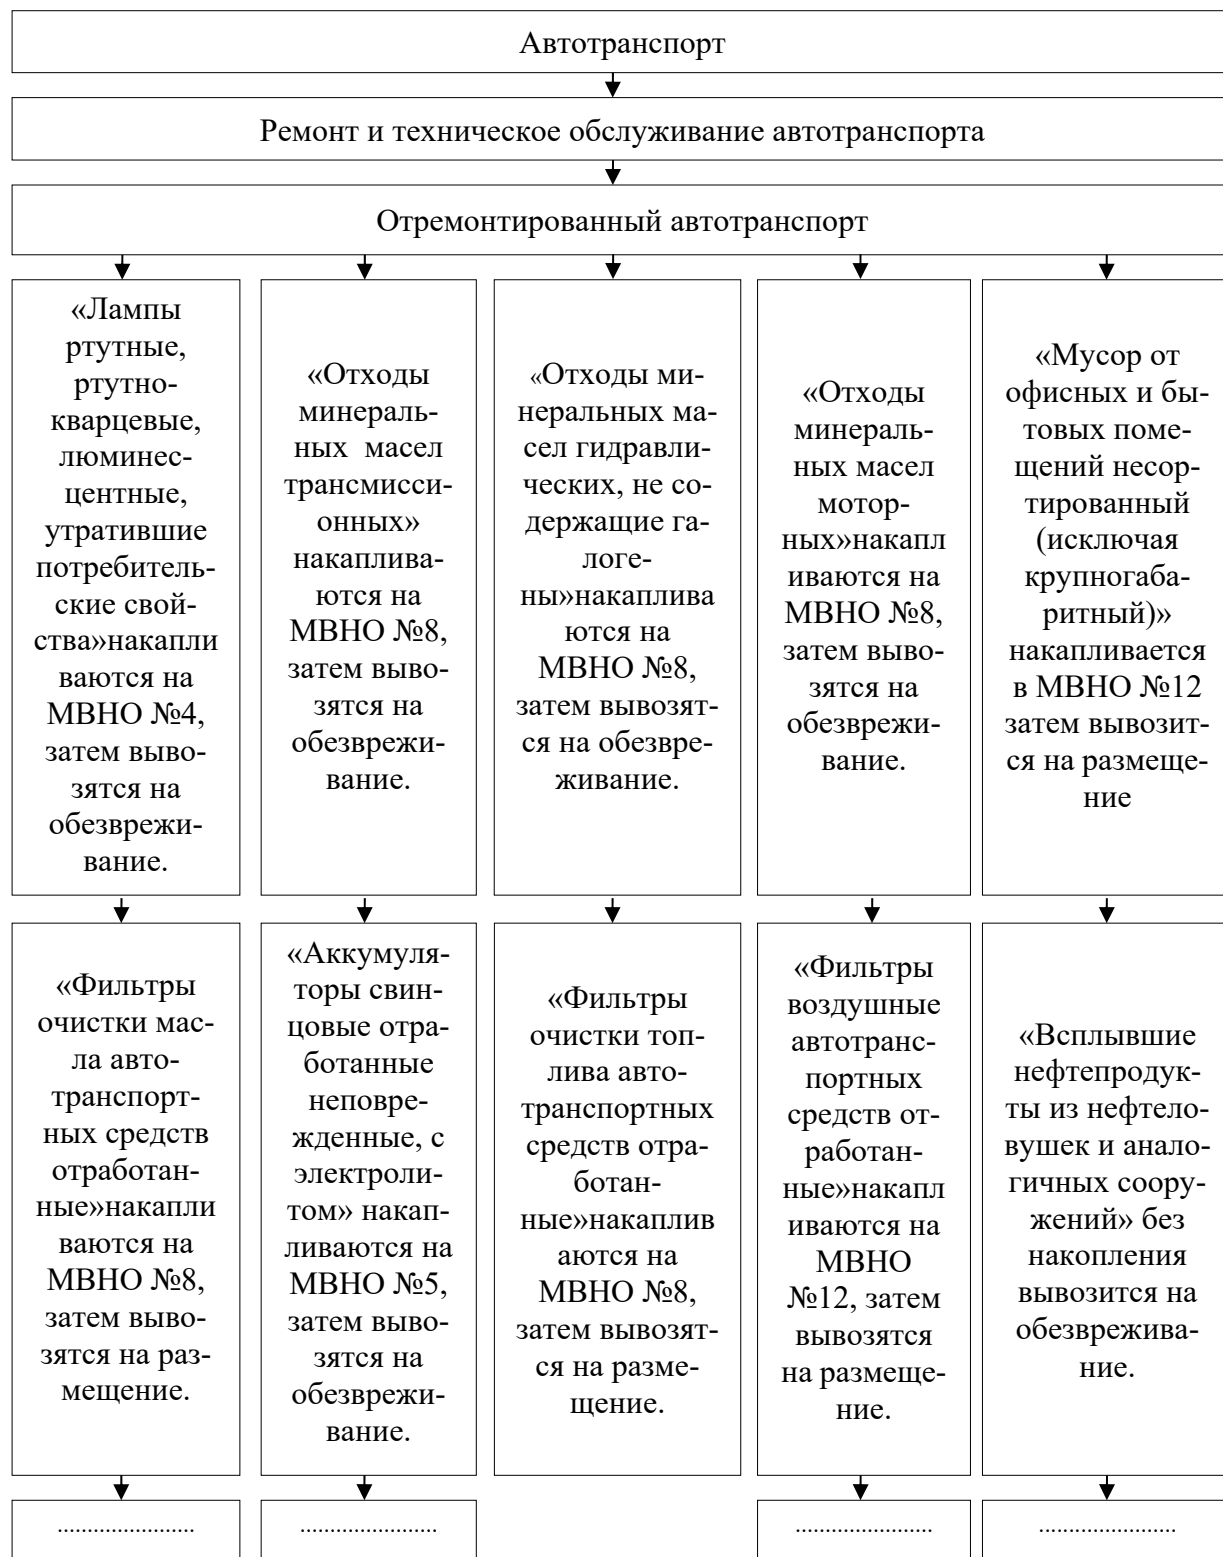 Автотранспорт
Ремонт и техническое обслуживание автотранспорта
Отремонтированный автотранспорт
«Лампы
ртутные,
ртутно-
кварцевые,
люминес-
центные,
утратившие
потребитель-
ские свой-
ства»накапли
ваются на
МВНО №4,
затем выво-
зятся на
обезврежи-
вание.
«Отходы
минераль-
ных масел
трансмисси-
онных»
накаплива-
ются на
МВНО №8,
затем выво-
зятся на
обезврежи-
вание.
«Отходы ми-
неральных ма-
сел гидравли-
ческих, не со-
держащие га-
логе-
ны»накаплива
ются на
МВНО №8,
затем вывозят-
ся на обезвре-
живание.
«Отходы
минераль-
ных масел
мотор-
ных»накапл
иваются на
МВНО №8,
затем выво-
зятся на
обезврежи-
вание.
«Мусор от
офисных и бы-
товых поме-
щений несор-
тированный
(исключая
крупногаба-
ритный)»
накапливается
в МВНО №12
затем вывозит-
ся на размеще-
ние
«Фильтры
очистки мас-
ла авто-
транспорт-
ных средств
отработан-
ные»накапли
ваются на
МВНО №8,
затем выво-
зятся на раз-
мещение.
«Аккумуля-
торы свин-
цовые отра-
ботанные
неповре-
жденные, с
электроли-
том» накап-
ливаются на
МВНО №5,
затем выво-
зятся на
обезврежи-
вание.
«Фильтры
очистки топ-
лива авто-
транспортных
средств отра-
ботан-
ные»накаплив
аются на
МВНО №8,
затем вывозят-
ся на разме-
щение.
«Фильтры
воздушные
автотранс-
портных
средств от-
работан-
ные»накапл
иваются на
МВНО
№12, затем
вывозятся
на размеще-
ние.
«Всплывшие
нефтепродук-
ты из нефтело-
вушек и анало-
гичных соору-
жений» без
накопления
вывозится на
обезврежива-
ние.
.......................
.......................
.......................
.......................